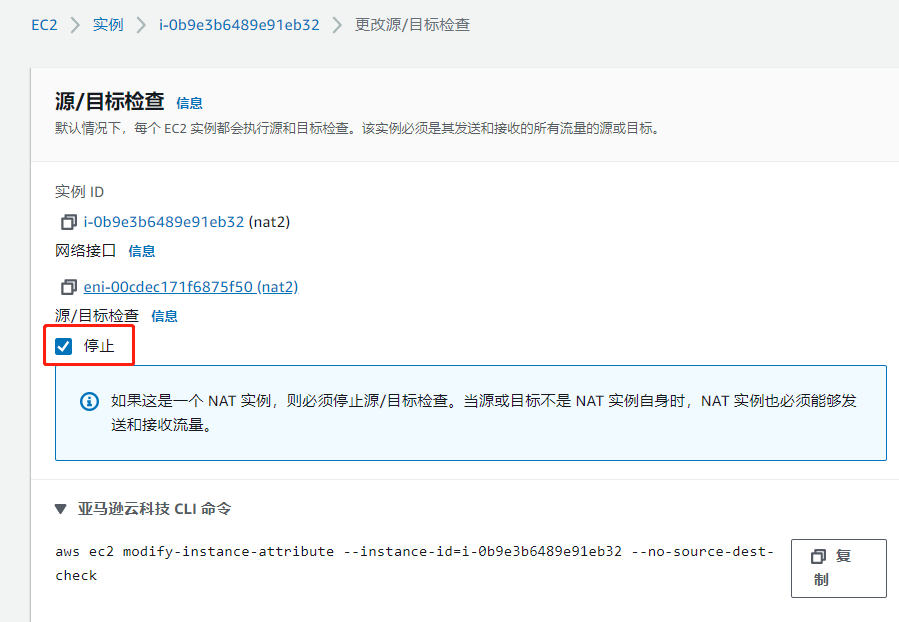 EC2 > 实例 > i-0b9e3b6489e91eb32 > 更改源/目标检查
源/目标检查 信息
默认情况下，每个 EC2 实例都会执行源和目标检查。该实例必须是其发送和接收的所有流量的源或目标。
实例 ID
i-0b9e3b6489e91eb32 (nat2)
网络接口 信息
eni-00cdec171f6875f50 (nat2)
源/目标检查 信息
停止
如果这是一个 NAT 实例，则必须停止源/目标检查。当源或目标不是 NAT 实例自身时，NAT 实例也必须能够发
送和接收流量。
亚马逊云科技 CLI 命令
aws ec2 modify-instance-attribute --instance-id=i-0b9e3b6489e91eb32 --no-source-dest-
check
复
制